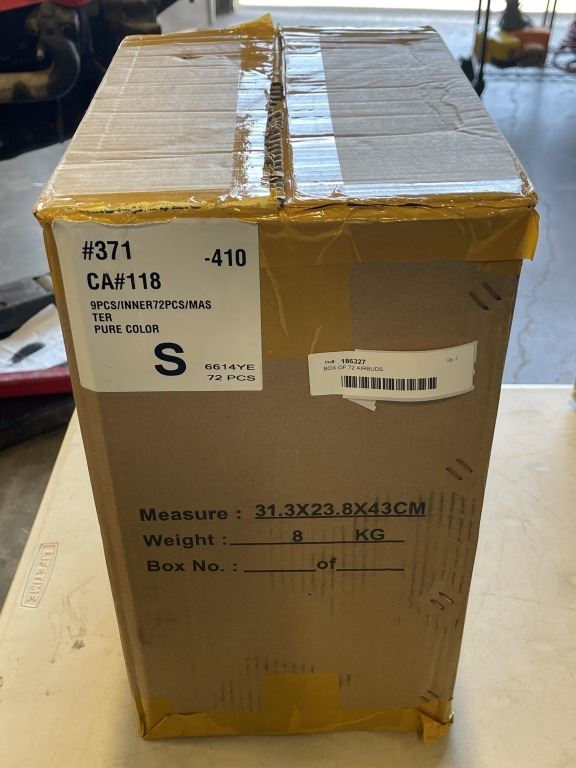 #371 -410
CA#118
9PCS/INNER72PCS/MAS
TER
PURE COLOR
S 6614YE
72 PCS
186327
BOX OF 72 AIRBUDS
Measure : 31.3X23.8X43CM
Weight : 8 KG
Box No. : of
LIFETIME